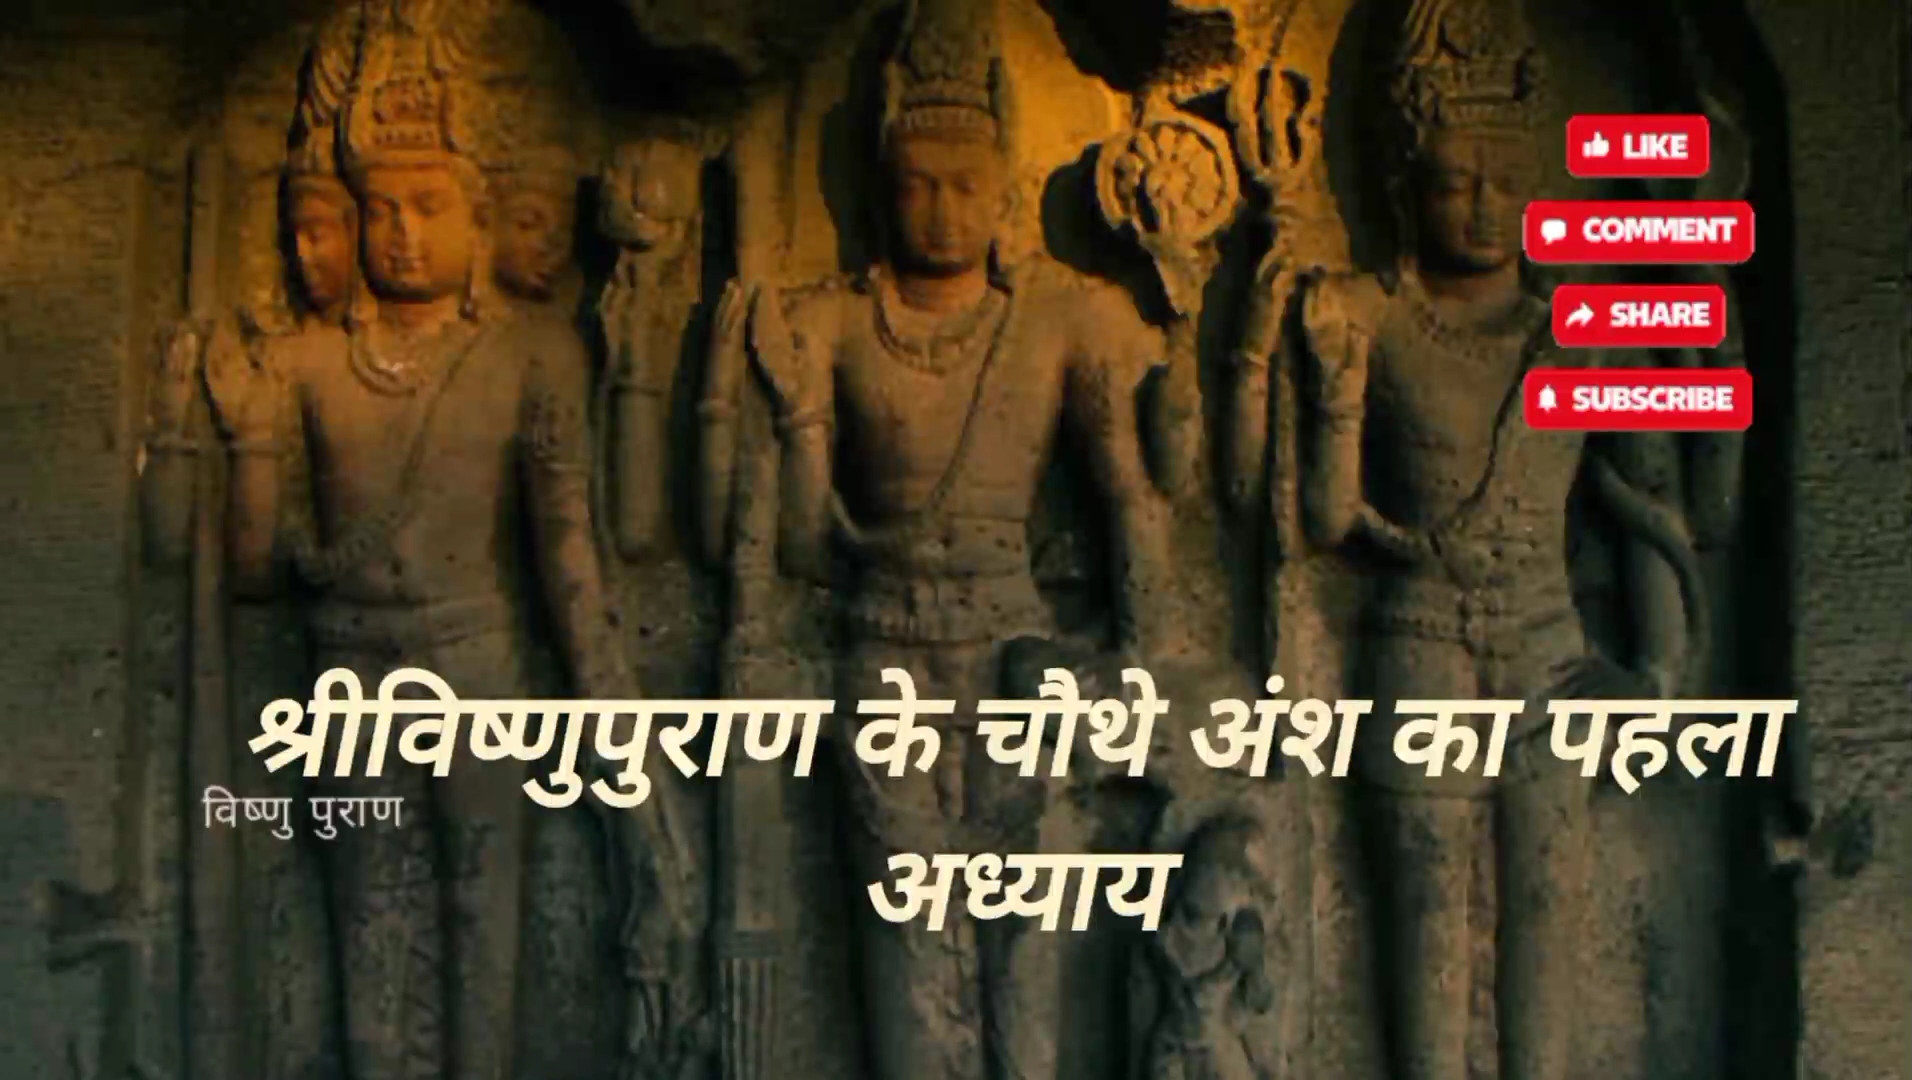 LIKE
COMMENT
SHARE
SUBSCRIBE
श्रीविष्णुपुराण के चौथे अंश का पहला
विष्णु पुराण
अध्याय